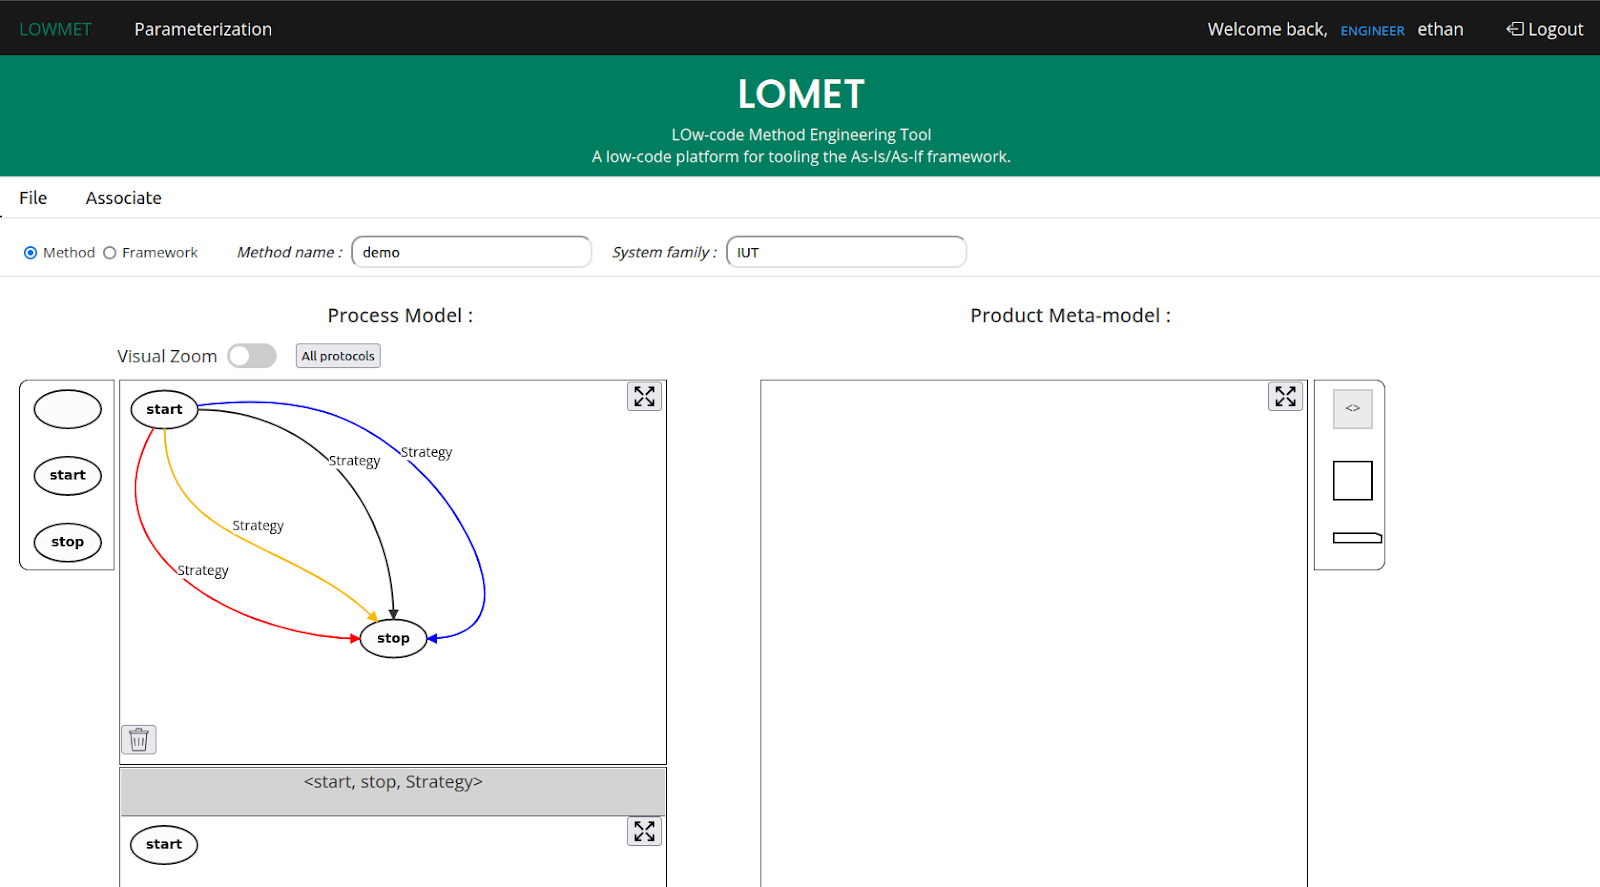 LOWMET Parameterization Welcome back, ENGINEER ethan Logout
LOMET
LOw-code Method Engineering Tool
A low-code platform for tooling the As-Is/As-If framework.
File Associate
Method Framework Method name : demo System family : IUT
Process Model : Product Meta-model :
Visual Zoom All protocols
start
<>
Strategy
Strategy
start
Strategy
stop
Strategy
stop
<start, stop, Strategy>
start